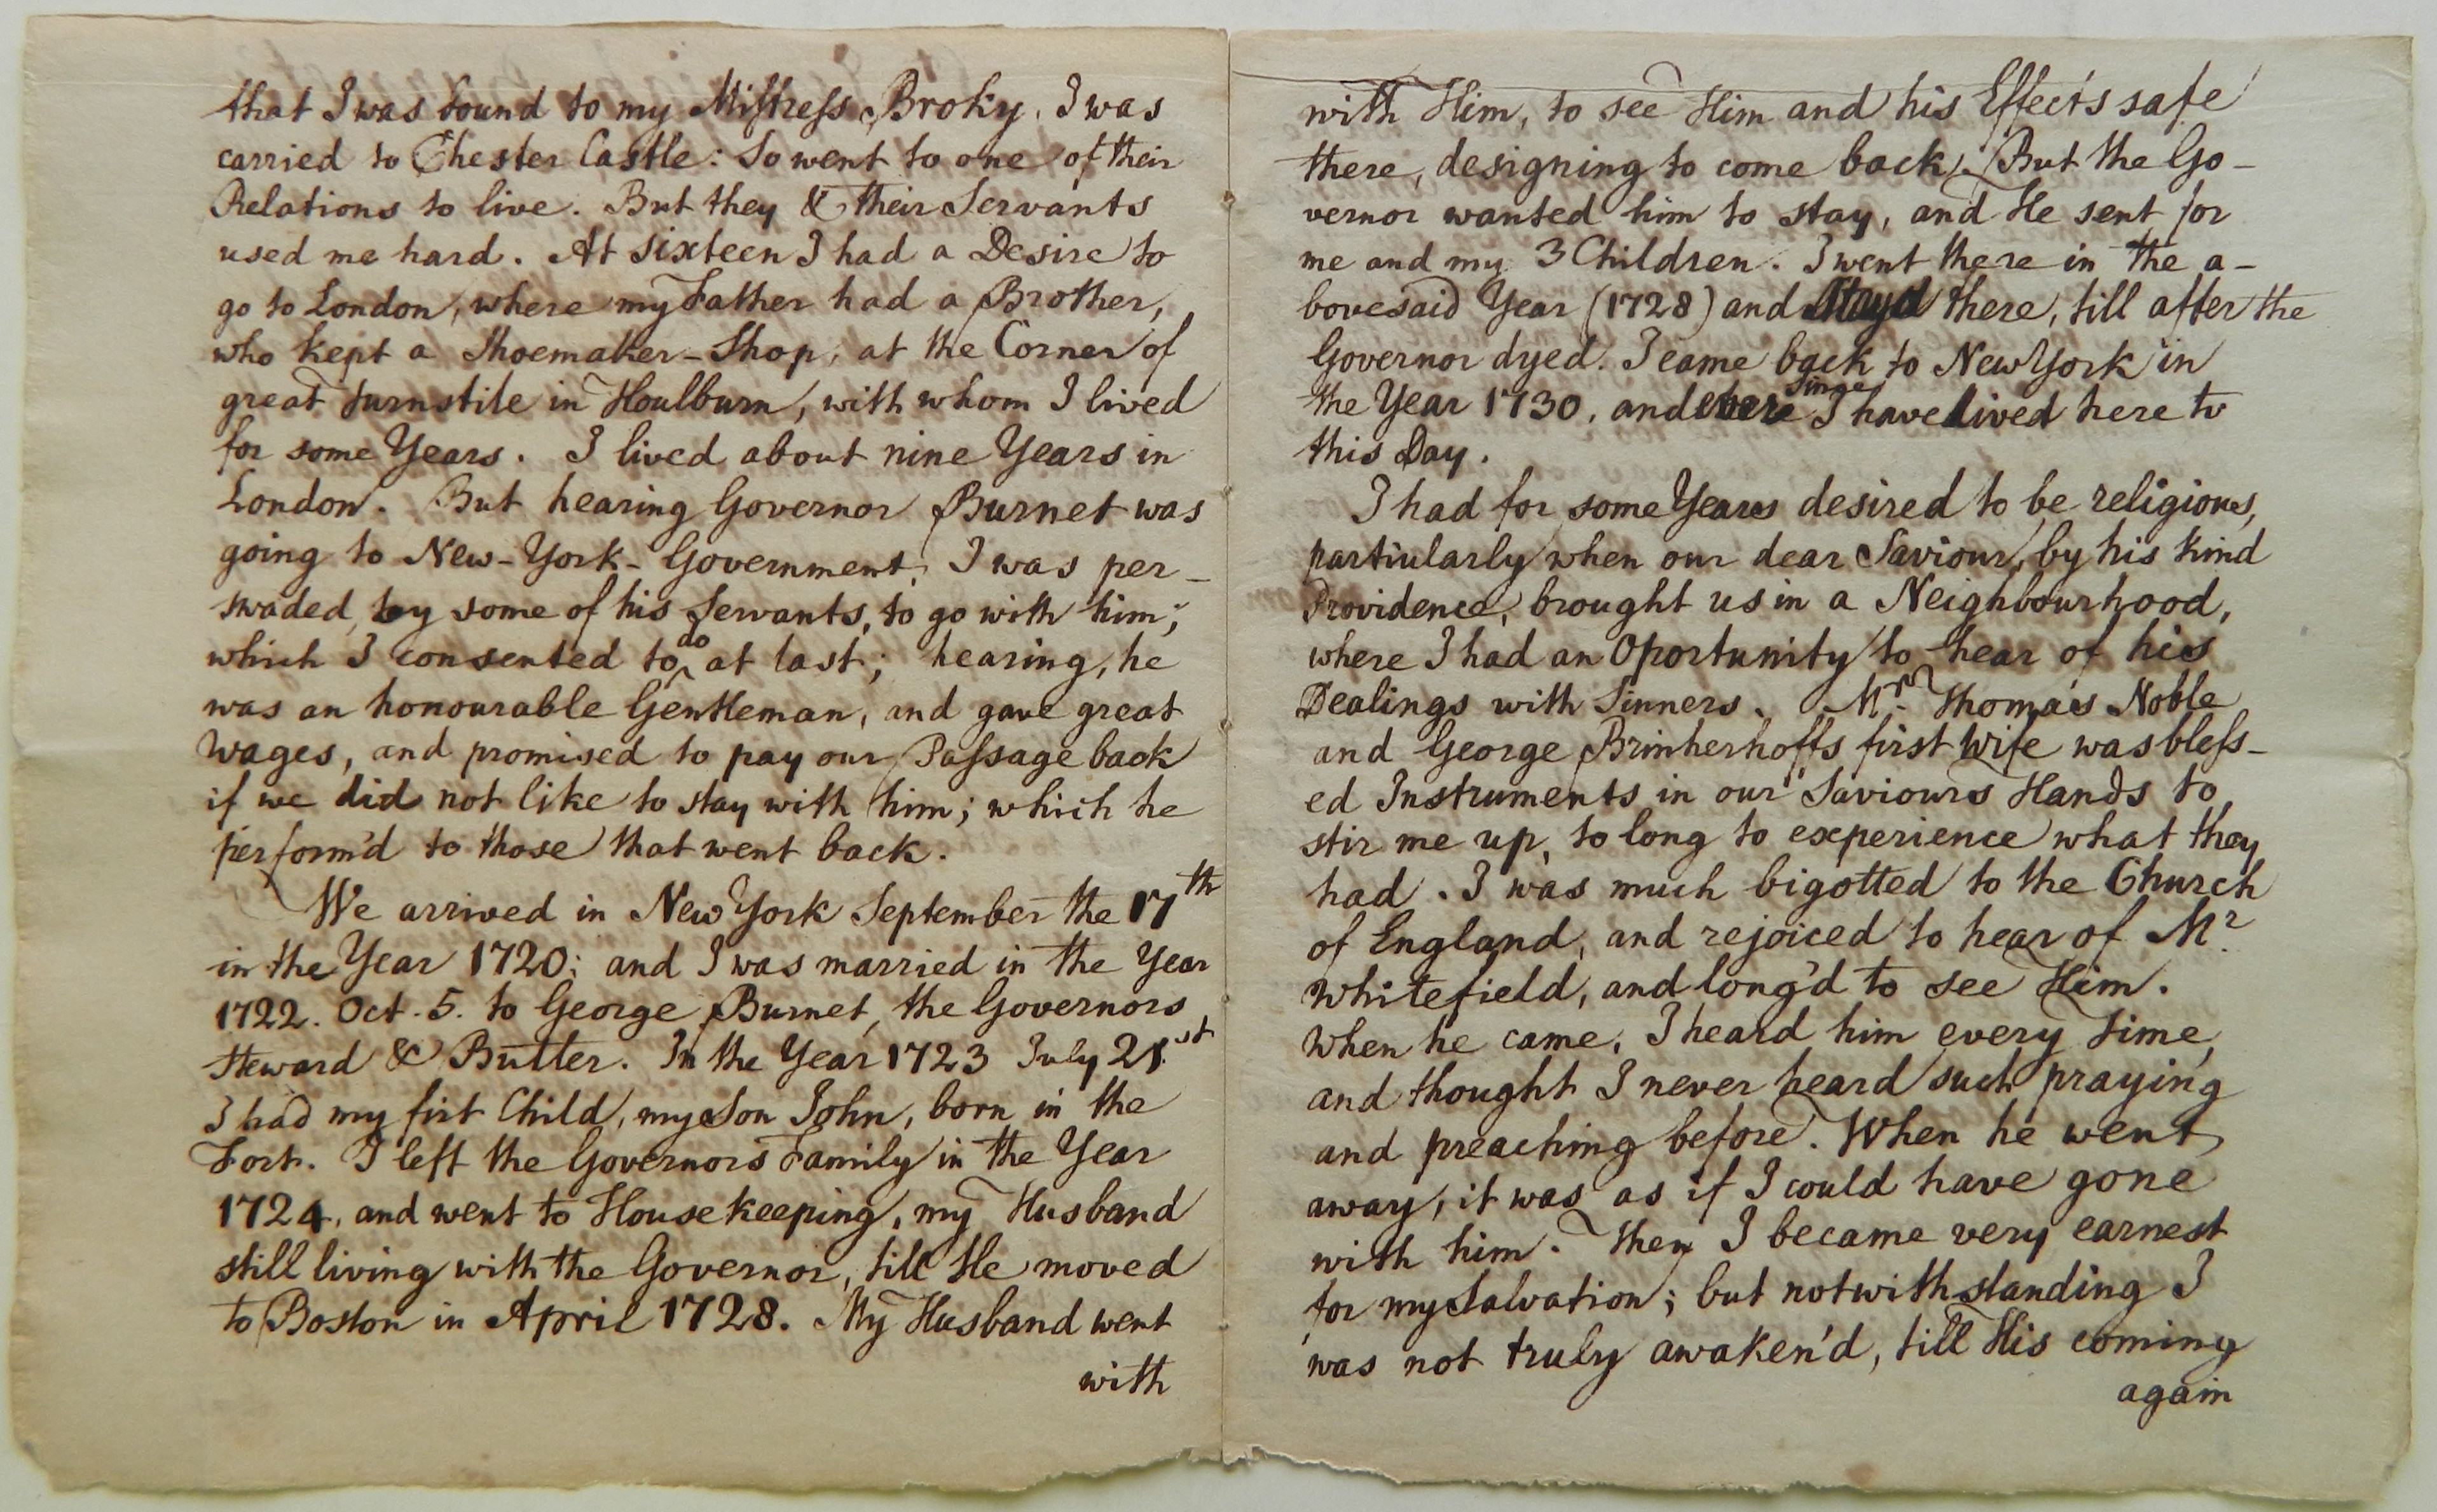 that I was bound to my Mistress Broky. I was
carried to Chester Castle: So went to one of their
Relations to live. But they & their Servants
used me hard. At sixteen I had a Desire to
go to London, where my Father had a Brother,
who kept a Shoemaker-Shop, at the Corner of
great turnstile in Houlburn, with whom I lived
for some Years. I lived about nine Years in
London. But hearing Governor Burnet was
going to New-York-Government, I was per-
swaded, by some of his Servants, to go with him;
which I consented to do at last; hearing, he
was an honourable Gentleman, and gave great
Wages, and promised to pay our Passage back
if we did not like to stay with him; which he
perform'd to those that went back.
We arrived in New York September the 17th
in the Year 1720; and I was married in the Year
1722. Oct. 5. to George Burnet, the Governors
Steward & Buttler. In the Year 1723 July 21.st
I had my first Child, my Son John, born in the
Fort. I left the Governors Family in the Year
1724, and went to Housekeeping, my Husband
still living with the Governor, till He moved
to Boston in April 1728. My Husband went
with
with Him, to see Him and his Effects safe
there, designing to come back. But the Go-
vernor wanted him to stay, and He sent for
me and my 3 Children. I went there in the a-
bovesaid Year (1728) and stayd there, till after the
Governor dyed. I came back to New York in
the Year 1730, and since I have lived here to
this Day.
I had for some Years desired to be religious,
partiularly when our dear Saviour, by his kind
Providence, brought us in a Neighbourhood,
where I had an Oportunity to hear of his
Dealings with Sinners. Mr. Thomas Noble
and George Brinkerhoffs first Wife was bless-
ed Instruments in our Saviours Hands to
stir me up, to long to experience what they
had. I was much bigotted to the Church
of England, and rejoiced to hear of Mr.
Whitefield, and long'd to see Him.
When he came, I heard him every time,
and thought I never heard such praying
and preaching before. When he went
away, it was as if I could have gone
with him. Then I became very earnest
for my Salvation; but notwithstanding I
was not truly awaken'd, till His coming
again